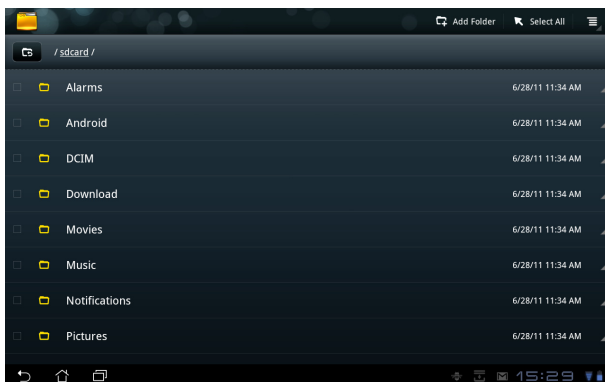 Add Folder Select All
/ sdcard /
Alarms 6/28/11 11:34 AM
Android 6/28/11 11:34 AM
DCIM 6/28/11 11:34 AM
Download 6/28/11 11:34 AM
Movies 6/28/11 11:34 AM
Music 6/28/11 11:34 AM
Notifications 6/28/11 11:34 AM
Pictures 6/28/11 11:34 AM
15:29